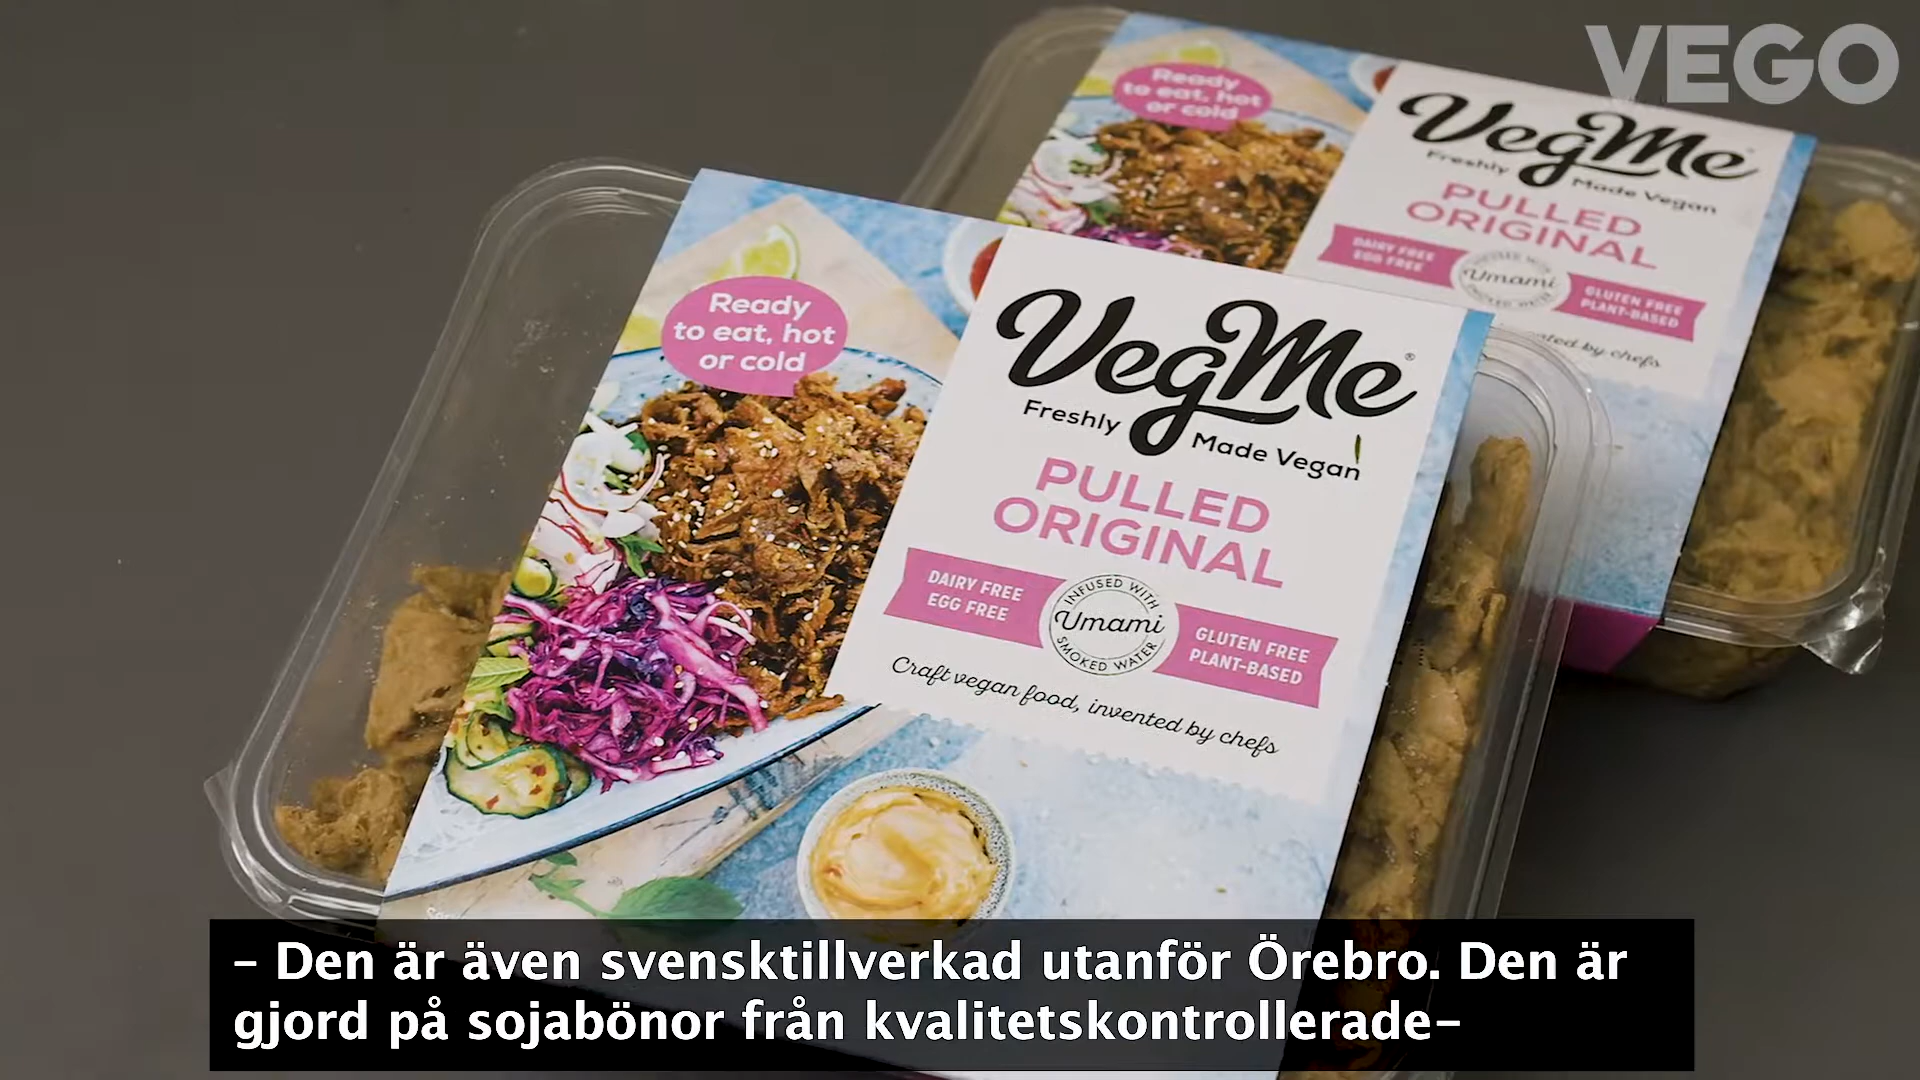 VEGO
Ready
to eat, hot
or cold
VegMe
Freshly Made Vegan
PULLED
ORIGINAL
DAIRY FREE
EGG FREE
Umami
GLUTEN FREE
PLANT-BASED
Ready
to eat, hot
or cold
VegMe®
Freshly Made Vegan
PULLED
ORIGINAL
DAIRY FREE
EGG FREE
INFUSED WITH
Umami
SMOKED WATER
GLUTEN FREE
PLANT-BASED
Craft vegan food, invented by chefs
– Den är även svensktillverkad utanför Örebro. Den är
gjord på sojabönor från kvalitetskontrollerade–